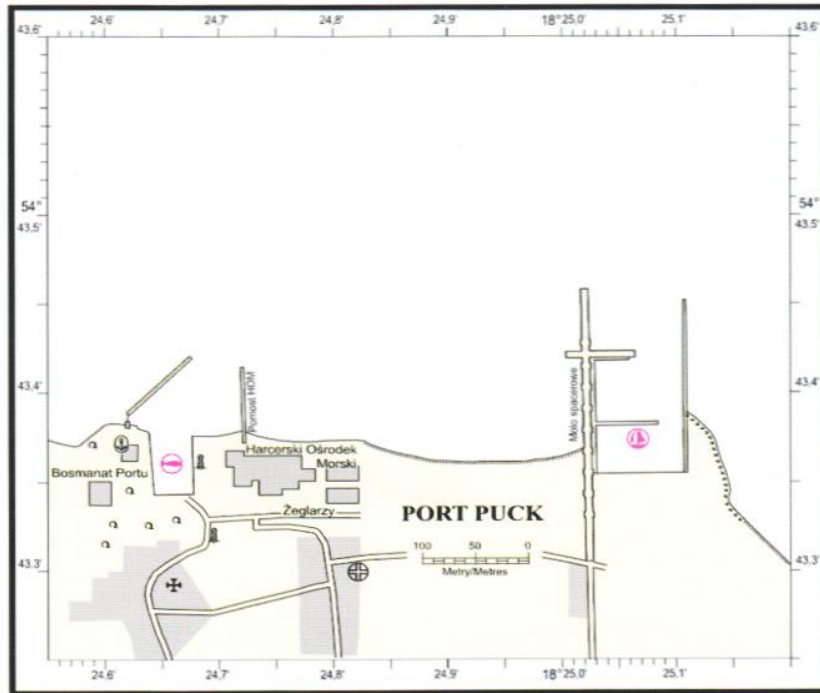 24,6' 24,7' 24,8' 24,9' 18°25,0' 25,1'
43,6' 43,6'
54° 54°
43,5' 43,5'
43,4' 43,4'
Pomost HOM
Molo spacerowe
Harcerski Ośrodek
Morski
Bosmanat Portu
Żeglarzy
PORT PUCK
100 50 0
Metry/Metres
43,3' 43,3'
24,6' 24,7' 24,8' 24,9' 18°25,0' 25,1'